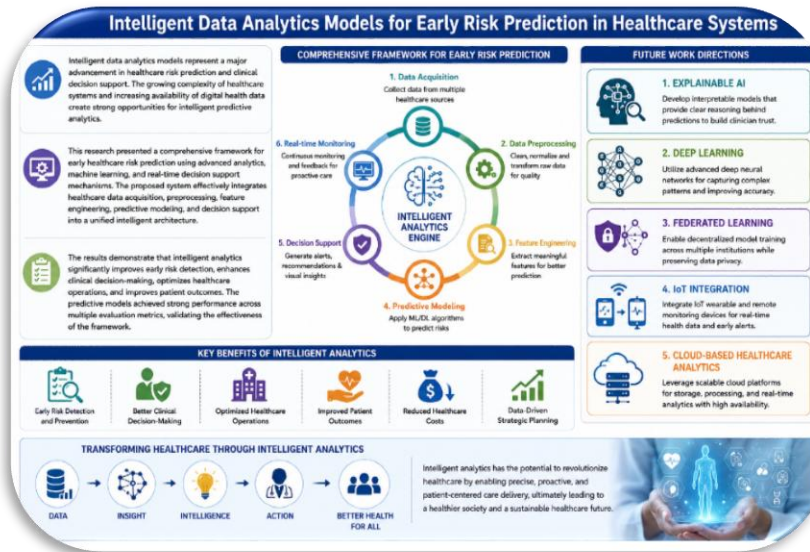 Intelligent Data Analytics Models for Early Risk Prediction in Healthcare Systems
Intelligent data analytics models represent a major
advancement in healthcare risk prediction and clinical
decision support. The growing complexity of healthcare
systems and increasing availability of digital health data
create strong opportunities for intelligent predictive
analytics.
This research presented a comprehensive framework for
early healthcare risk prediction using advanced analytics,
machine learning, and real-time decision support
mechanisms. The proposed system effectively integrates
healthcare data acquisition, preprocessing, feature
engineering, predictive modeling, and decision support
into a unified intelligent architecture.
The results demonstrate that intelligent analytics
significantly improves early risk detection, enhances
clinical decision-making, optimizes healthcare
operations, and improves patient outcomes. The
predictive models achieved strong performance across
multiple evaluation metrics, validating the effectiveness
of the framework.
COMPREHENSIVE FRAMEWORK FOR EARLY RISK PREDICTION
1. Data Acquisition
Collect data from multiple
healthcare sources
2. Data Preprocessing
Clean, normalize and
transform raw data
for quality
3. Feature Engineering
Extract meaningful
features for better
prediction
4. Predictive Modeling
Apply ML/DL algorithms
to predict risks
5. Decision Support
Generate alerts,
recommendations &
visual insights
6. Real-time Monitoring
Continuous monitoring
and feedback for
proactive care
INTELLIGENT
ANALYTICS
ENGINE
FUTURE WORK DIRECTIONS
1. EXPLAINABLE AI
Develop interpretable models that
provide clear reasoning behind
predictions to build clinician trust.
2. DEEP LEARNING
Utilize advanced deep neural
networks for capturing complex
patterns and improving accuracy.
3. FEDERATED LEARNING
Enable decentralized model training
across multiple institutions while
preserving data privacy.
4. IoT INTEGRATION
Integrate IoT wearable and remote
monitoring devices for real-time
health data and early alerts.
5. CLOUD-BASED HEALTHCARE
ANALYTICS
Leverage scalable cloud platforms
for storage, processing, and real-time
analytics with high availability.
KEY BENEFITS OF INTELLIGENT ANALYTICS
Early Risk Detection
and Prevention
Better Clinical
Decision-Making
Optimized Healthcare
Operations
Improved Patient
Outcomes
Reduced Healthcare
Costs
Data-Driven
Strategic Planning
TRANSFORMING HEALTHCARE THROUGH INTELLIGENT ANALYTICS
DATA
INSIGHT
INTELLIGENCE
ACTION
BETTER HEALTH
FOR ALL
Intelligent analytics has the potential to revolutionize
healthcare by enabling precise, proactive, and
patient-centered care delivery, ultimately leading to
a healthier society and a sustainable healthcare future.